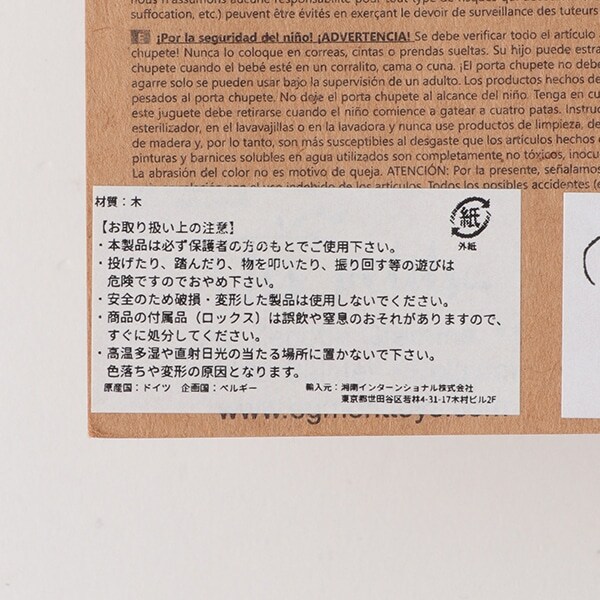 nous n'assumons aucune responsabilité pour, tout type de risques qui
suffocation, etc.) peuvent être évités en exerçant le devoir de surveillance des tuteurs
E ¡Por la seguridad del niño! ¡ADVERTENCIA! Se debe verificar todo el artículo
chupete! Nunca lo coloque en correas, cintas o prendas sueltas. Su hijo puede estra
chupete cuando el bebé esté en un corralito, cama o cuna. ¡El porta chupete no debe
agarre solo se pueden usar bajo la supervisión de un adulto. Los productos hechos de
pesados al porta chupete. No deje el porta chupete al alcance del niño. Tenga en cu
este juguete debe retirarse cuando el niño comience a gatear a cuatro patas. Instruc
esterilizador, en el lavavajillas o en la lavadora y nunca use productos de limpieza, de
de madera y, por lo tanto, son más susceptibles al desgaste que los artículos hechos
pinturas y barnices solubles en agua utilizados son completamente no tóxicos, inocu
La abrasión del color no es motivo de queja. ATENCIÓN: Por la presente, señalamos
con el uso indebido de los artículos. Todos los posibles accidentes (e
材質：木
紙
外紙
【お取り扱い上の注意】
・本製品は必ず保護者の方のもとでご使用下さい。
・投げたり、踏んだり、物を叩いたり、振り回す等の遊びは
危険ですのでおやめ下さい。
・安全のため破損・変形した製品は使用しないでください。
・商品の付属品（ロックス）は誤飲や窒息のおそれがありますので、
すぐに処分してください。
・高温多湿や直射日光の当たる場所に置かないで下さい。
色落ちや変形の原因となります。
原産国：ドイツ 企画国：ベルギー 輸入元：湘南インターンショナル株式会社
東京都世田谷区若林4-31-17木村ビル2F